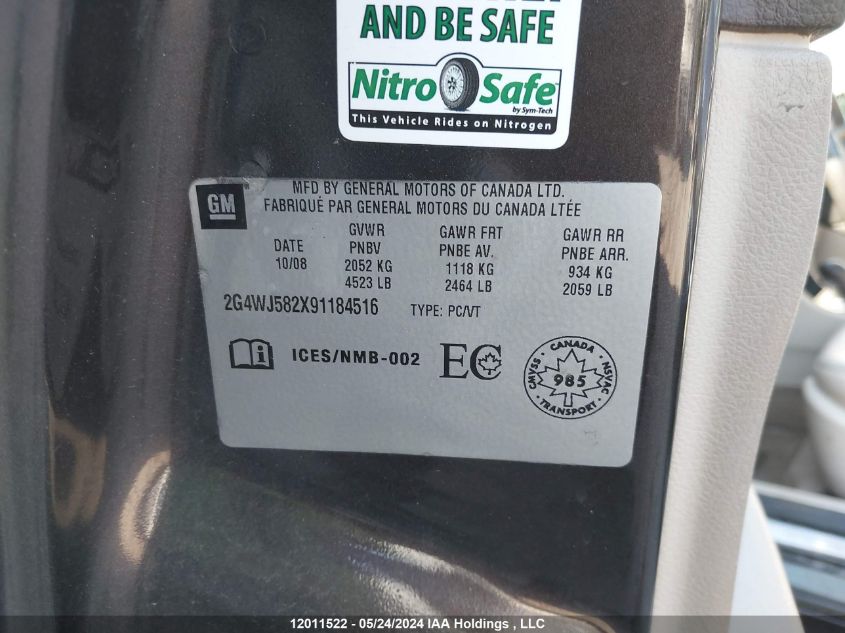 AND BE SAFE
Nitro Safe
by Sym-Tech
This Vehicle Rides on Nitrogen
GM
MFD BY GENERAL MOTORS OF CANADA LTD.
FABRIQUÉ PAR GENERAL MOTORS DU CANADA LTÉE
DATE GVWR PNBV GAWR FRT PNBE AV. GAWR RR PNBE ARR.
10/08 2052 KG 1118 KG 934 KG
4523 LB 2464 LB 2059 LB
2G4WJ582X91184516 TYPE: PC/VT
ICES/NMB-002 EC
CANADA
CMVSS 985 NSVAC
TRANSPORT
12011522 - 05/24/2024 IAA Holdings , LLC